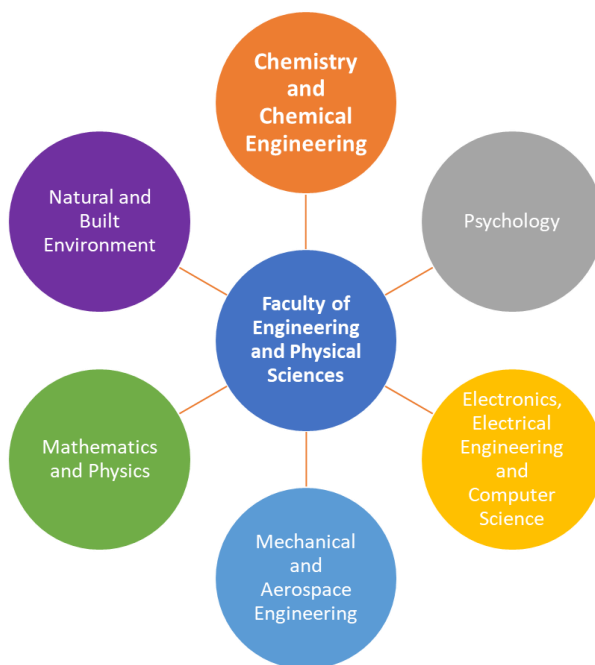 Chemistry
and
Chemical
Engineering
Natural and
Built
Environment
Psychology
Faculty of
Engineering
and Physical
Sciences
Mathematics
and Physics
Electronics,
Electrical
Engineering
and
Computer
Science
Mechanical
and
Aerospace
Engineering